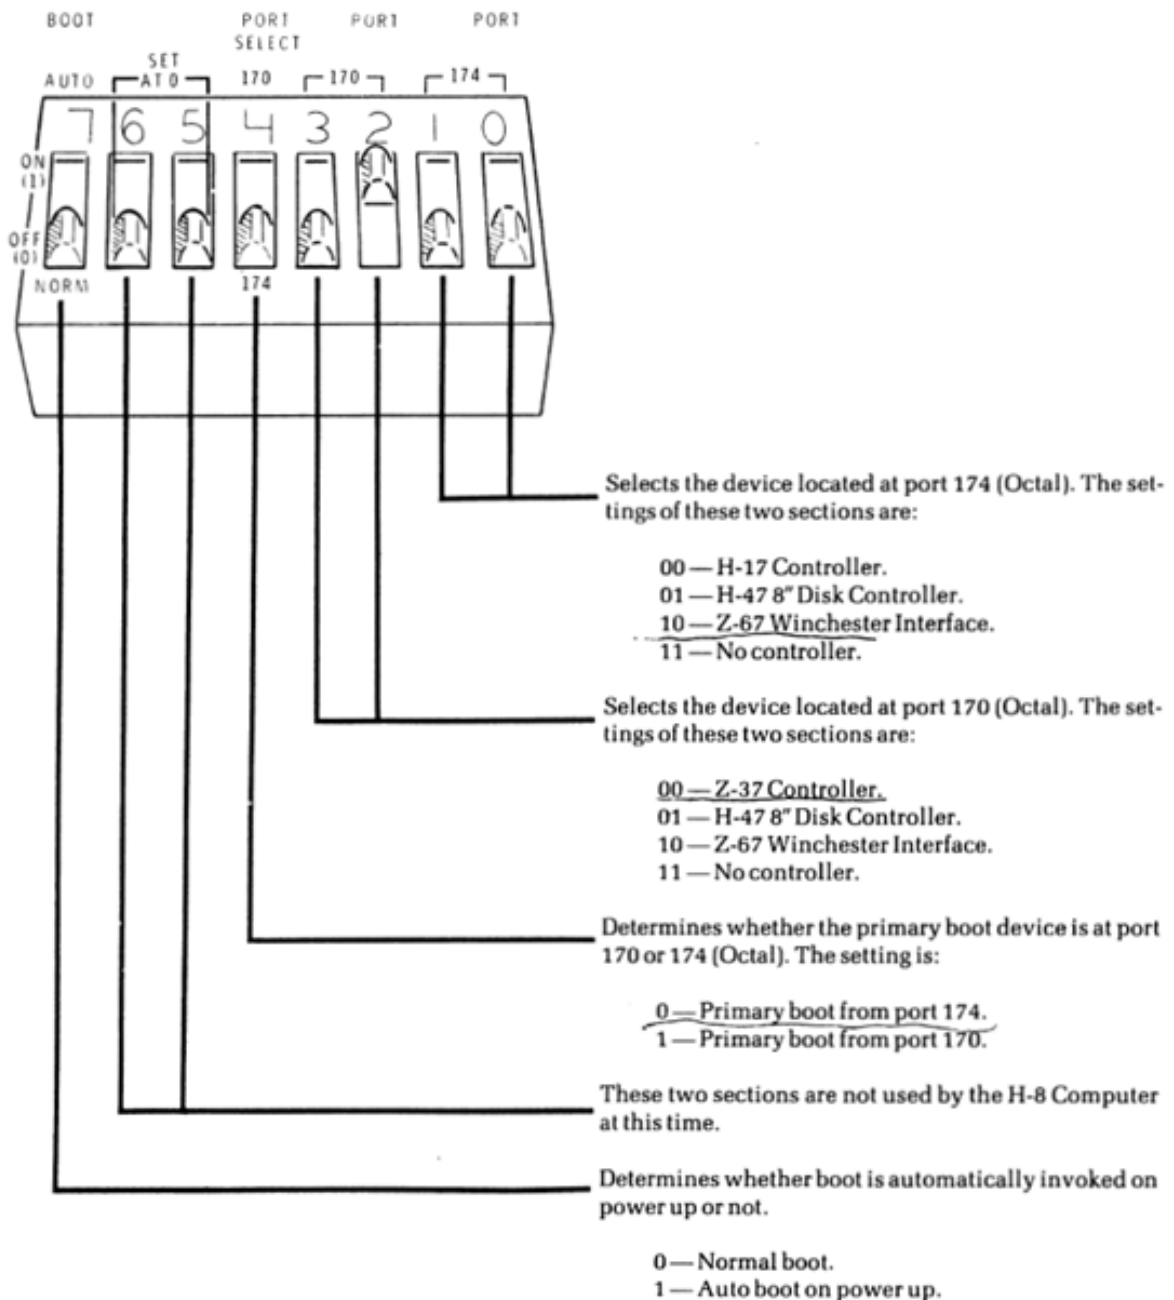 BOOT PORT SELECT PORT PORT
SET
AUTO AT 0 170 170 174
7 6 5 4 3 2 1 0
ON
(1)
OFF
(0)
NORM 174
Selects the device located at port 174 (Octal). The set-
tings of these two sections are:
00 — H-17 Controller.
01 — H-47 8" Disk Controller.
10 — Z-67 Winchester Interface.
11 — No controller.
Selects the device located at port 170 (Octal). The set-
tings of these two sections are:
00 — Z-37 Controller.
01 — H-47 8" Disk Controller.
10 — Z-67 Winchester Interface.
11 — No controller.
Determines whether the primary boot device is at port
170 or 174 (Octal). The setting is:
0 — Primary boot from port 174.
1 — Primary boot from port 170.
These two sections are not used by the H-8 Computer
at this time.
Determines whether boot is automatically invoked on
power up or not.
0 — Normal boot.
1 — Auto boot on power up.